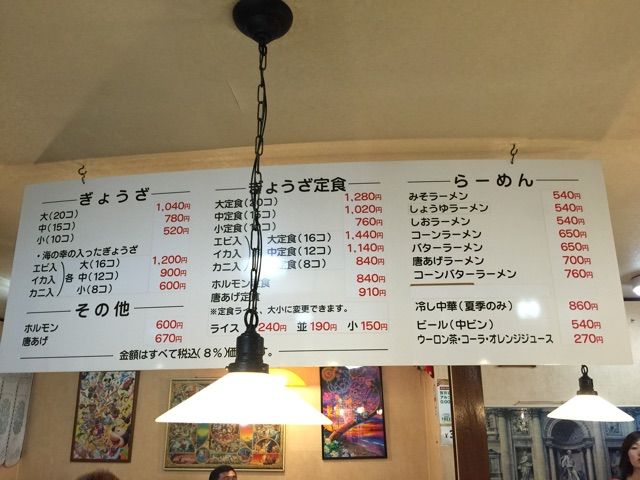 ぎょうざ
大(20コ) 1,040円
中(15コ) 780円
小(10コ) 520円
・海の幸の入ったぎょうざ
エビ入 大(16コ) 1,200円
イカ入 各 中(12コ) 900円
カニ入 小(8コ) 600円
その他
ホルモン 600円
唐あげ 670円
ぎょうざ定食
大定食( コ) 1,280円
中定食( コ) 1,020円
小定食( コ) 760円
エビ入 大定食(16コ) 1,440円
イカ入 中定食(12コ) 1,140円
カニ入 定食(8コ) 840円
ホルモン定食 840円
唐あげ定食 910円
※定食ラ ス、大小に変更できます。
ライス 240円 並190円 小150円
金額はすべて税込(8%)価 です。
らーめん
みそラーメン 540円
しょうゆラーメン 540円
しおラーメン 540円
コーンラーメン 650円
バターラーメン 650円
唐あげラーメン 700円
コーンバターラーメン 760円
冷し中華(夏季のみ) 860円
ビール(中ビン) 540円
ウーロン茶・コーラ・オレンジジュース 270円